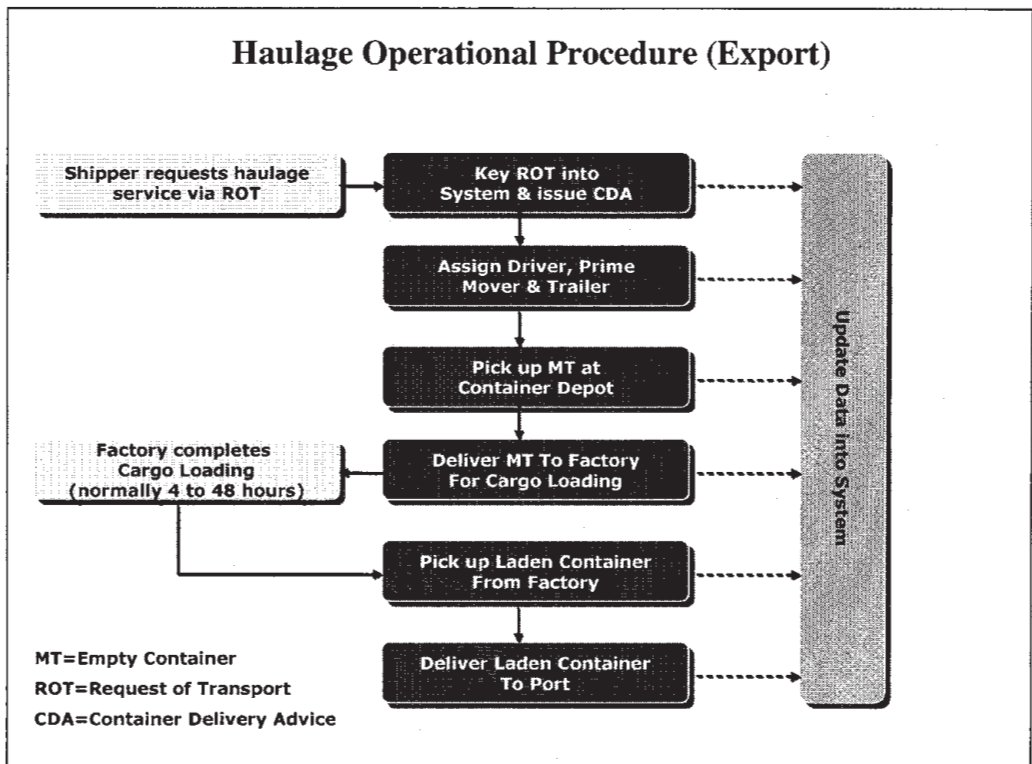 Haulage Operational Procedure (Export)
Shipper requests haulage
service via ROT
Key ROT into
System & issue CDA
Assign Driver, Prime
Mover & Trailer
Pick up MT at
Container Depot
Deliver MT To Factory
For Cargo Loading
Factory completes
Cargo Loading
(normally 4 to 48 hours)
Pick up Laden Container
From Factory
Deliver Laden Container
To Port
Update Data into System
MT=Empty Container
ROT=Request of Transport
CDA=Container Delivery Advice